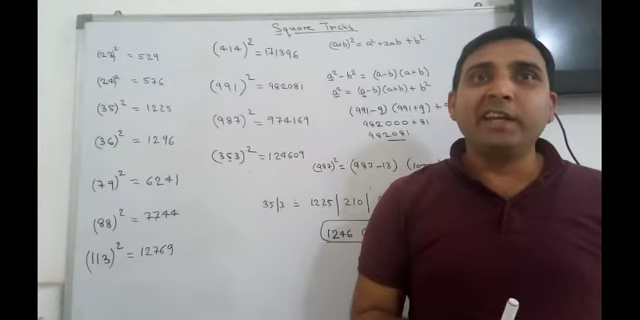 Square Tricks
(23)² = 529
(24)² = 576
(35)² = 1225
(36)² = 1296
(79)² = 6241
(88)² = 7744
(113)² = 12769
(414)² = 171396
(991)² = 982081
(987)² = 974169
(353)² = 124609
(a+b)² = a² + 2ab + b²
a² - b² = (a-b)(a+b)
a² = (a-b)(a+b) + b²
(991-9)(991+9) +
982000 + 81
982081
(987)² = (987-13)
35/3 = 1225 | 210 |
1246